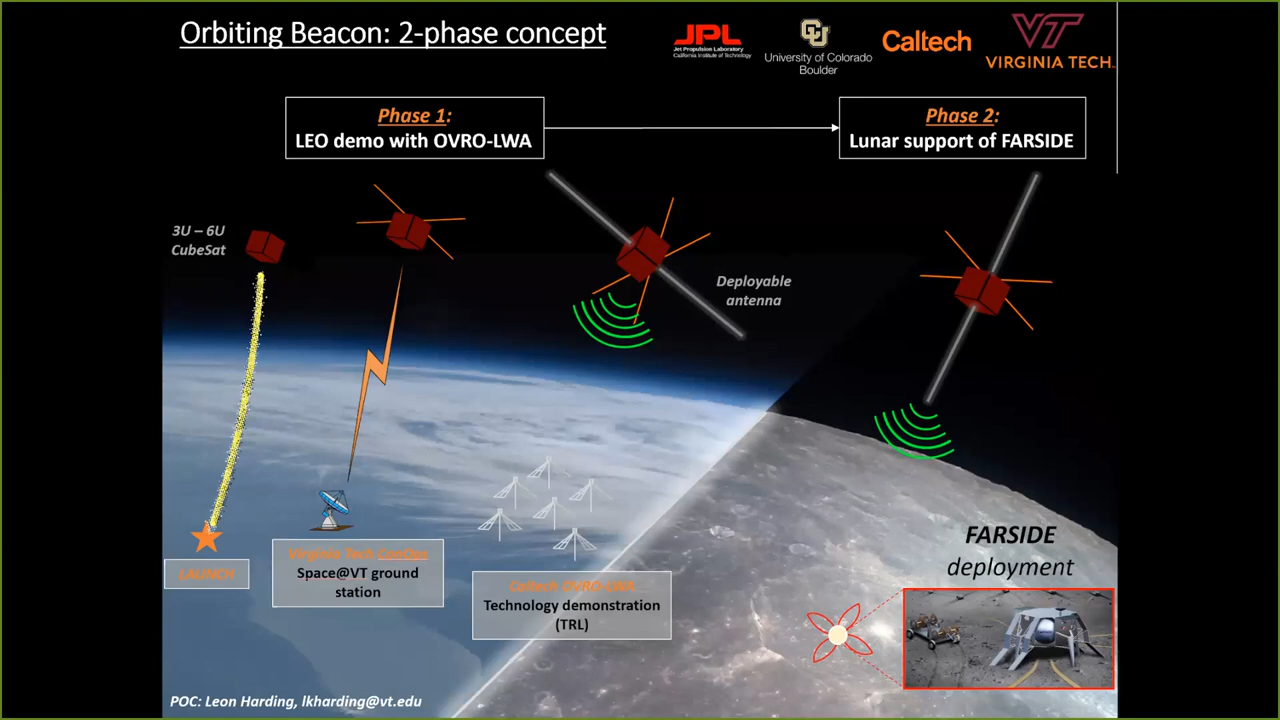 Orbiting Beacon: 2-phase concept
JPL
Jet Propulsion Laboratory
California Institute of Technology
CU
University of Colorado
Boulder
Caltech
VT
VIRGINIA TECH.
Phase 1:
LEO demo with OVRO-LWA
Phase 2:
Lunar support of FARSIDE
3U – 6U
CubeSat
Deployable
antenna
LAUNCH
Virginia Tech ConOps
Space@VT ground
station
Caltech OVRO-LWA
Technology demonstration
(TRL)
FARSIDE
deployment
POC: Leon Harding, lkharding@vt.edu